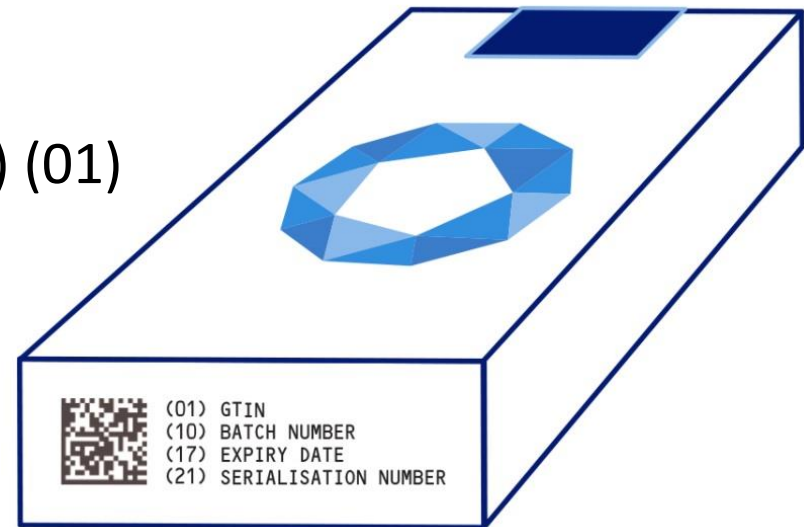 ) (01)
(01) GTIN
(10) BATCH NUMBER
(17) EXPIRY DATE
(21) SERIALISATION NUMBER